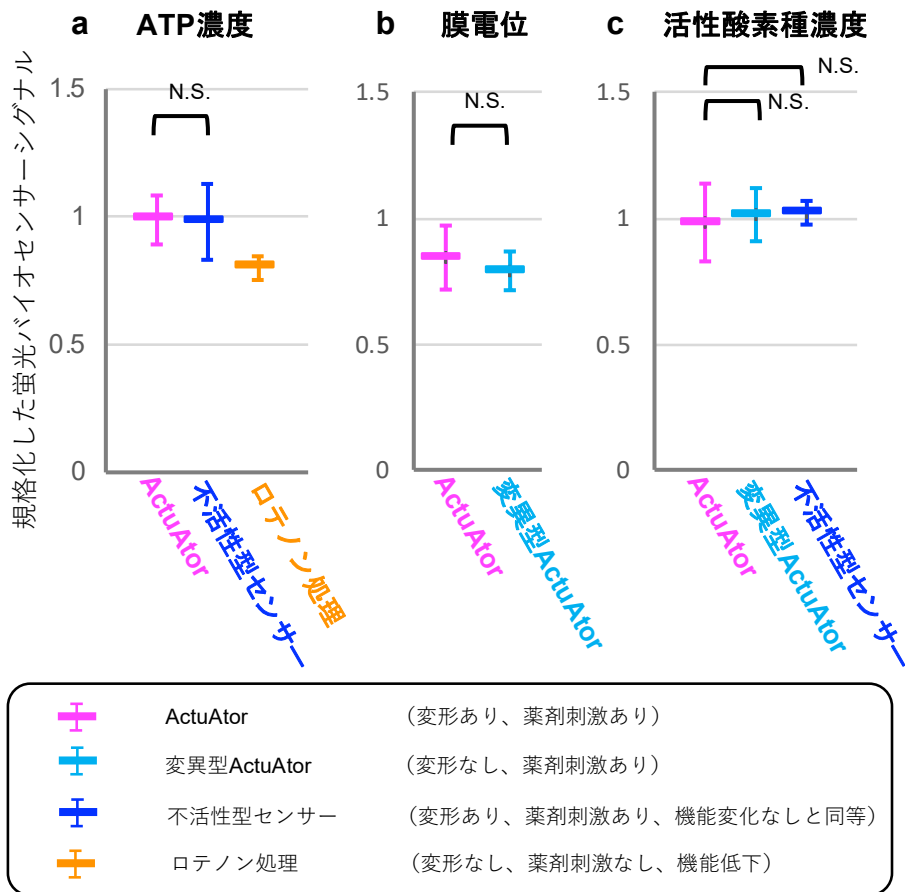 a ATP濃度
b 膜電位
c 活性酸素種濃度
規格化した蛍光バイオセンサーシグナル
1.5
1
0.5
0
N.S.
ActuAtor
不活性型センサー
ロテノン処理
1.5
1
0.5
0
N.S.
ActuAtor
変異型ActuAtor
1.5
1
0.5
0
N.S.
N.S.
ActuAtor
変異型ActuAtor
不活性型センサー
ActuAtor （変形あり、薬剤刺激あり）
変異型ActuAtor （変形なし、薬剤刺激あり）
不活性型センサー （変形あり、薬剤刺激あり、機能変化なしと同等）
ロテノン処理 （変形なし、薬剤刺激なし、機能低下）